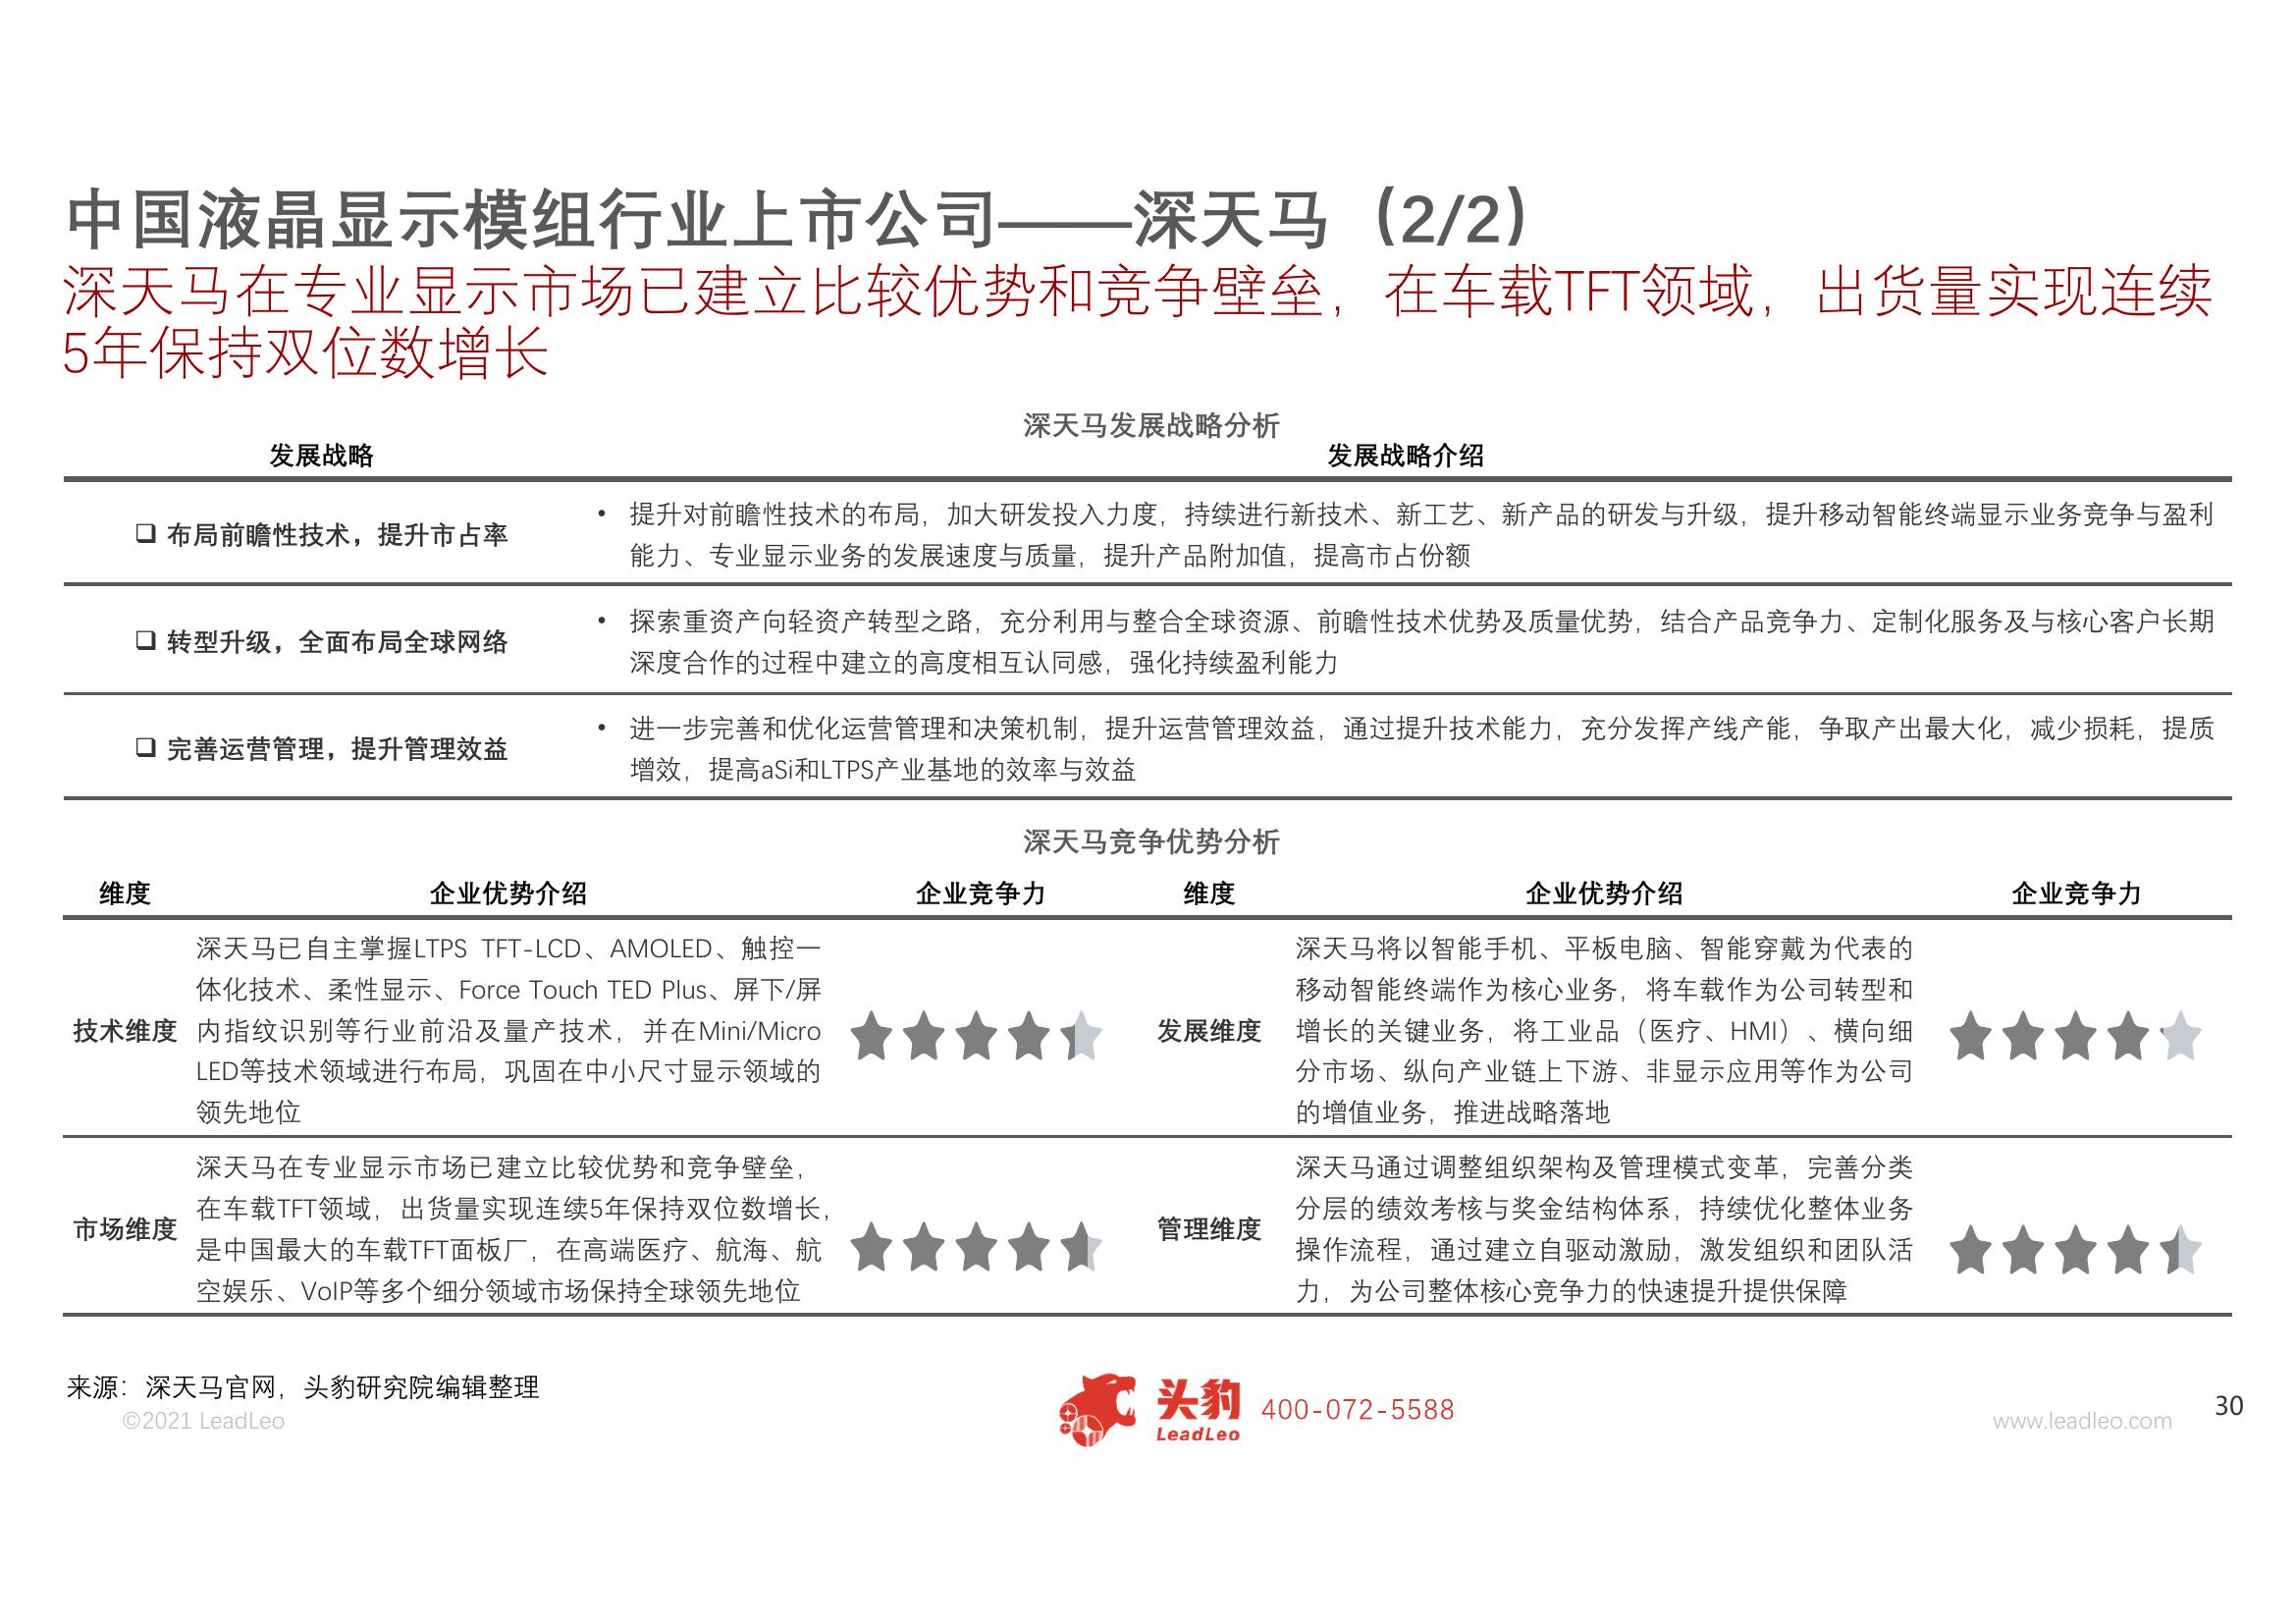 中国液晶显示模组行业上市公司——深天马（2/2）
深天马在专业显示市场已建立比较优势和竞争壁垒，在车载TFT领域，出货量实现连续
5年保持双位数增长
深天马发展战略分析
发展战略
发展战略介绍
❑ 布局前瞻性技术，提升市占率
• 提升对前瞻性技术的布局，加大研发投入力度，持续进行新技术、新工艺、新产品的研发与升级，提升移动智能终端显示业务竞争与盈利
能力、专业显示业务的发展速度与质量，提升产品附加值，提高市占份额
❑ 转型升级，全面布局全球网络
• 探索重资产向轻资产转型之路，充分利用与整合全球资源、前瞻性技术优势及质量优势，结合产品竞争力、定制化服务及与核心客户长期
深度合作的过程中建立的高度相互认同感，强化持续盈利能力
❑ 完善运营管理，提升管理效益
• 进一步完善和优化运营管理和决策机制，提升运营管理效益，通过提升技术能力，充分发挥产线产能，争取产出最大化，减少损耗，提质
增效，提高aSi和LTPS产业基地的效率与效益
深天马竞争优势分析
维度
企业优势介绍
企业竞争力
维度
企业优势介绍
企业竞争力
技术维度
深天马已自主掌握LTPS TFT-LCD、AMOLED、触控一
体化技术、柔性显示、Force Touch TED Plus、屏下/屏
内指纹识别等行业前沿及量产技术，并在Mini/Micro
LED等技术领域进行布局，巩固在中小尺寸显示领域的
领先地位
发展维度
深天马将以智能手机、平板电脑、智能穿戴为代表的
移动智能终端作为核心业务，将车载作为公司转型和
增长的关键业务，将工业品（医疗、HMI）、横向细
分市场、纵向产业链上下游、非显示应用等作为公司
的增值业务，推进战略落地
市场维度
深天马在专业显示市场已建立比较优势和竞争壁垒，
在车载TFT领域，出货量实现连续5年保持双位数增长，
是中国最大的车载TFT面板厂，在高端医疗、航海、航
空娱乐、VoIP等多个细分领域市场保持全球领先地位
管理维度
深天马通过调整组织架构及管理模式变革，完善分类
分层的绩效考核与奖金结构体系，持续优化整体业务
操作流程，通过建立自驱动激励，激发组织和团队活
力，为公司整体核心竞争力的快速提升提供保障
来源：深天马官网，头豹研究院编辑整理
©2021 LeadLeo
头豹
LeadLeo
400-072-5588
www.leadleo.com
30